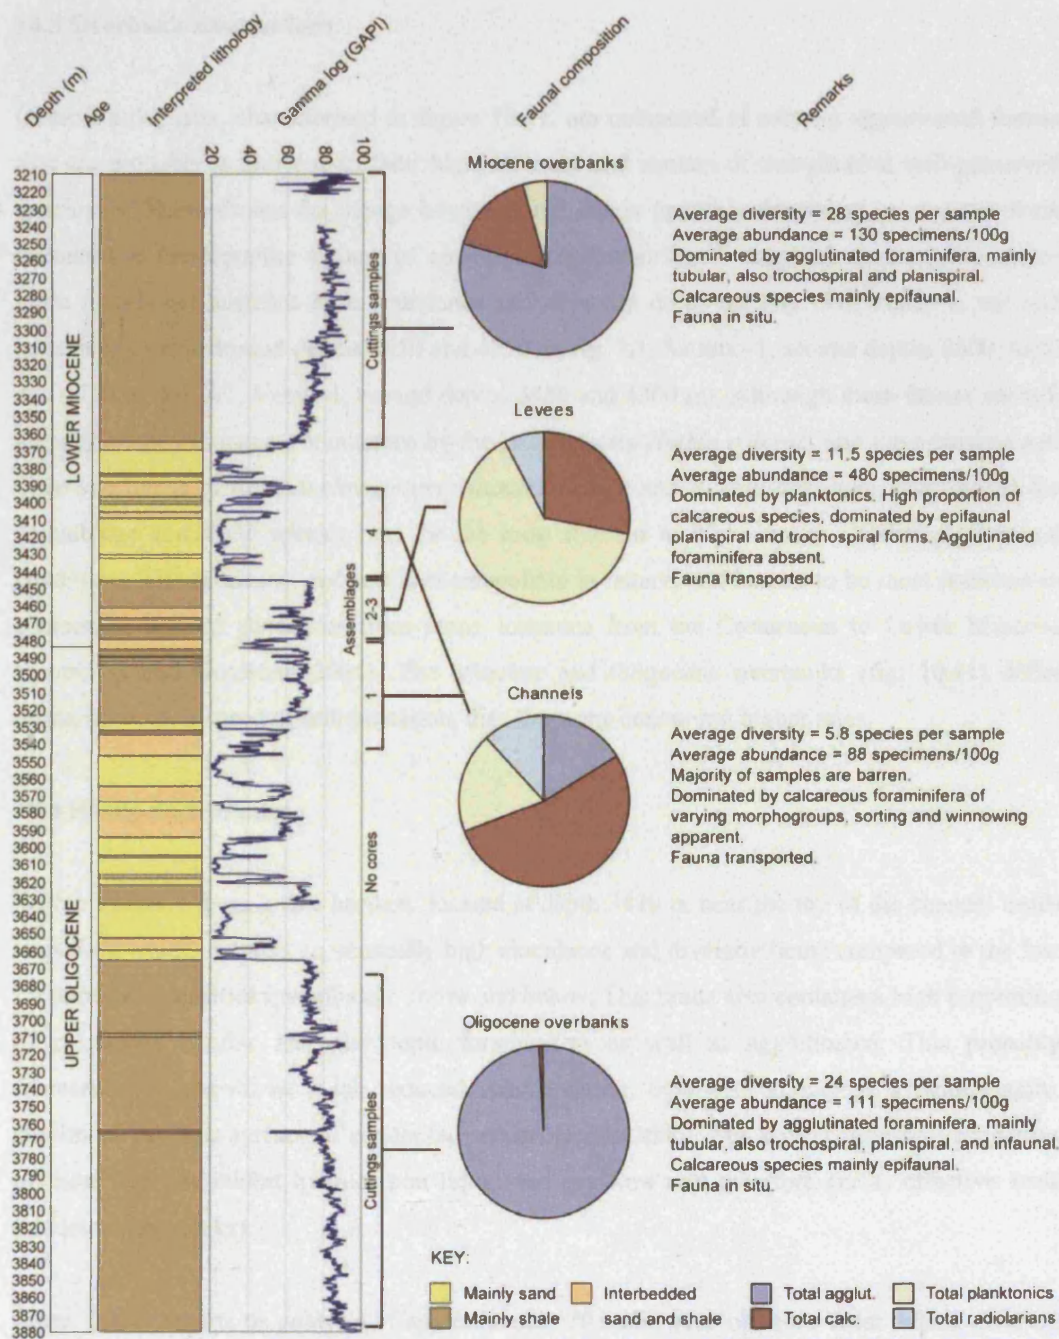 Depth (m)
Age
Interpreted lithology
Gamma log (GAPI)
Faunal composition
Remarks
20 40 60 80 100
3210
3220
3230
3240
3250
3260
3270
3280
3290
3300
3310
3320
3330
3340
3350
3360
3370
3380
3390
3400
3410
3420
3430
3440
3450
3460
3470
3480
3490
3500
3510
3520
3530
3540
3550
3560
3570
3580
3590
3600
3610
3620
3630
3640
3650
3660
3670
3680
3690
3700
3710
3720
3730
3740
3750
3760
3770
3780
3790
3800
3810
3820
3830
3840
3850
3860
3870
3880
LOWER MIOCENE
UPPER OLIGOCENE
Cuttings samples
Assemblages
2-3
1
No cores
Cuttings samples
Miocene overbanks
Average diversity = 28 species per sample
Average abundance = 130 specimens/100g
Dominated by agglutinated foraminifera, mainly
tubular, also trochospiral and planispiral.
Calcareous species mainly epifaunal.
Fauna in situ.
Levees
Average diversity = 11.5 species per sample
Average abundance = 480 specimens/100g
Dominated by planktonics. High proportion of
calcareous species, dominated by epifaunal
planispiral and trochospiral forms. Agglutinated
foraminifera absent.
Fauna transported.
Channels
Average diversity = 5.8 species per sample
Average abundance = 88 specimens/100g
Majority of samples are barren.
Dominated by calcareous foraminifera of
varying morphogroups, sorting and winnowing
apparent.
Fauna transported.
Oligocene overbanks
Average diversity = 24 species per sample
Average abundance = 111 specimens/100g
Dominated by agglutinated foraminifera, mainly
tubular, also trochospiral, planispiral, and infaunal.
Calcareous species mainly epifaunal.
Fauna in situ.
KEY:
Mainly sand
Mainly shale
Interbedded
sand and shale
Total agglut.
Total calc.
Total planktonics
Total radiolarians